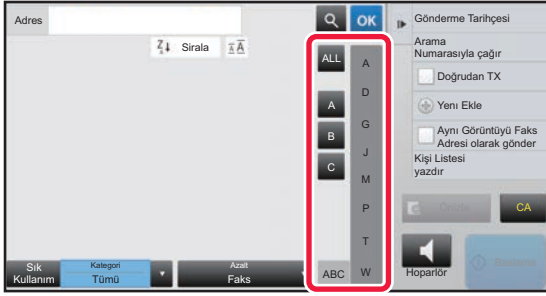 Adres
OK
Sirala
ALL
A
B
C
ABC
A
D
G
J
M
P
T
W
Gönderme Tarihçesi
Arama
Numarasıyla çağır
Doğrudan TX
Yeni Ekle
Aynı Görüntüyü Faks
Adresi olarak gönder
Kişi Listesi
yazdır
CA
Sık
Kullanım
Kategori
Tümü
Azalt
Faks
Hoparlör